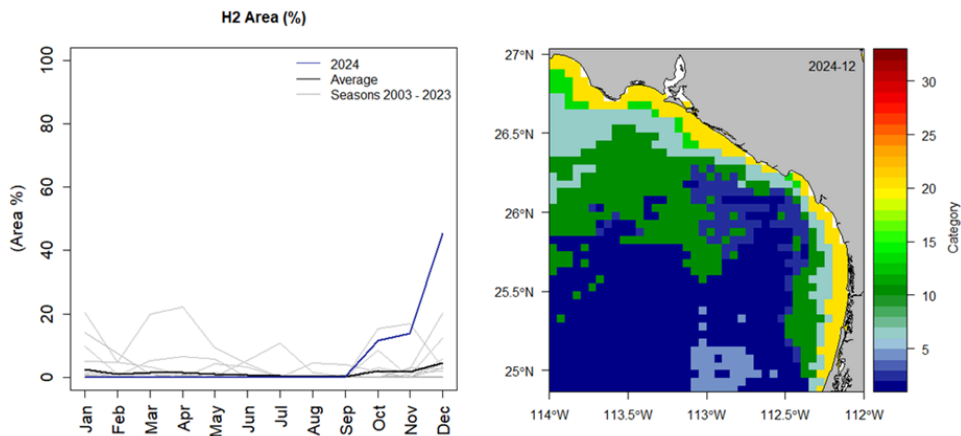 H2 Area (%)
(Area %)
100
80
60
40
20
0
2024
Average
Seasons 2003 - 2023
Jan
Feb
Mar
Apr
May
Jun
Jul
Aug
Sep
Oct
Nov
Dec
27°N
26.5°N
26°N
25.5°N
25°N
2024-12
114°W
113.5°W
113°W
112.5°W
112°W
30
25
20
15
10
5
Category